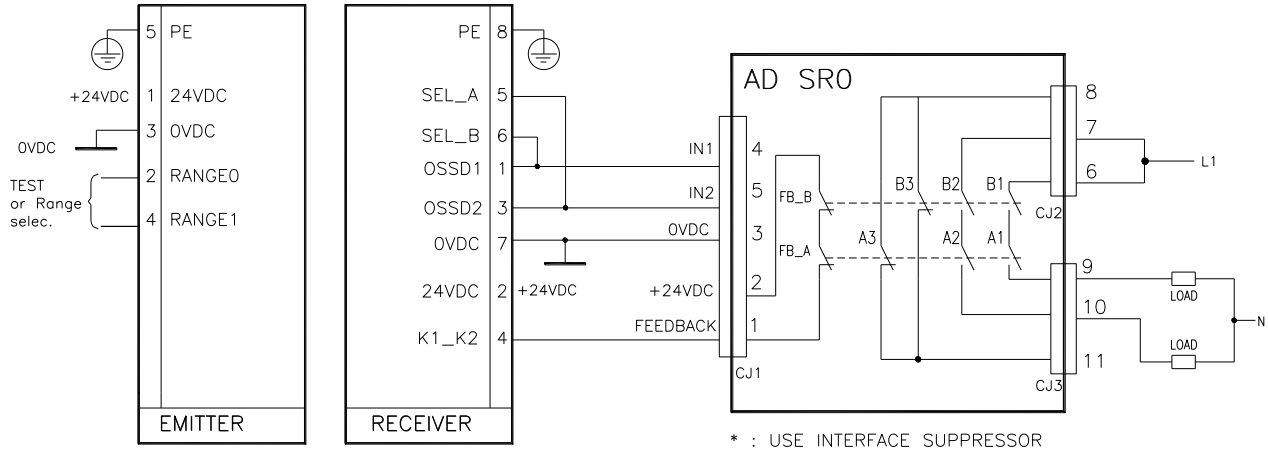 5 PE
+24VDC 1 24VDC
3 0VDC
0VDC
2 RANGE0
TEST
or Range
selec.
4 RANGE1
EMITTER
PE 8
SEL_A 5
SEL_B 6
OSSD1 1
OSSD2 3
0VDC 7
24VDC 2 +24VDC
K1_K2 4
RECEIVER
AD SR0
IN1 4
IN2 5
0VDC 3
+24VDC 2
FEEDBACK 1
CJ1
FB_B
FB_A
B3 B2 B1
A3 A2 A1
8
7
6
L1
CJ2
9
10
11
CJ3
LOAD
LOAD
N
* : USE INTERFACE SUPPRESSOR